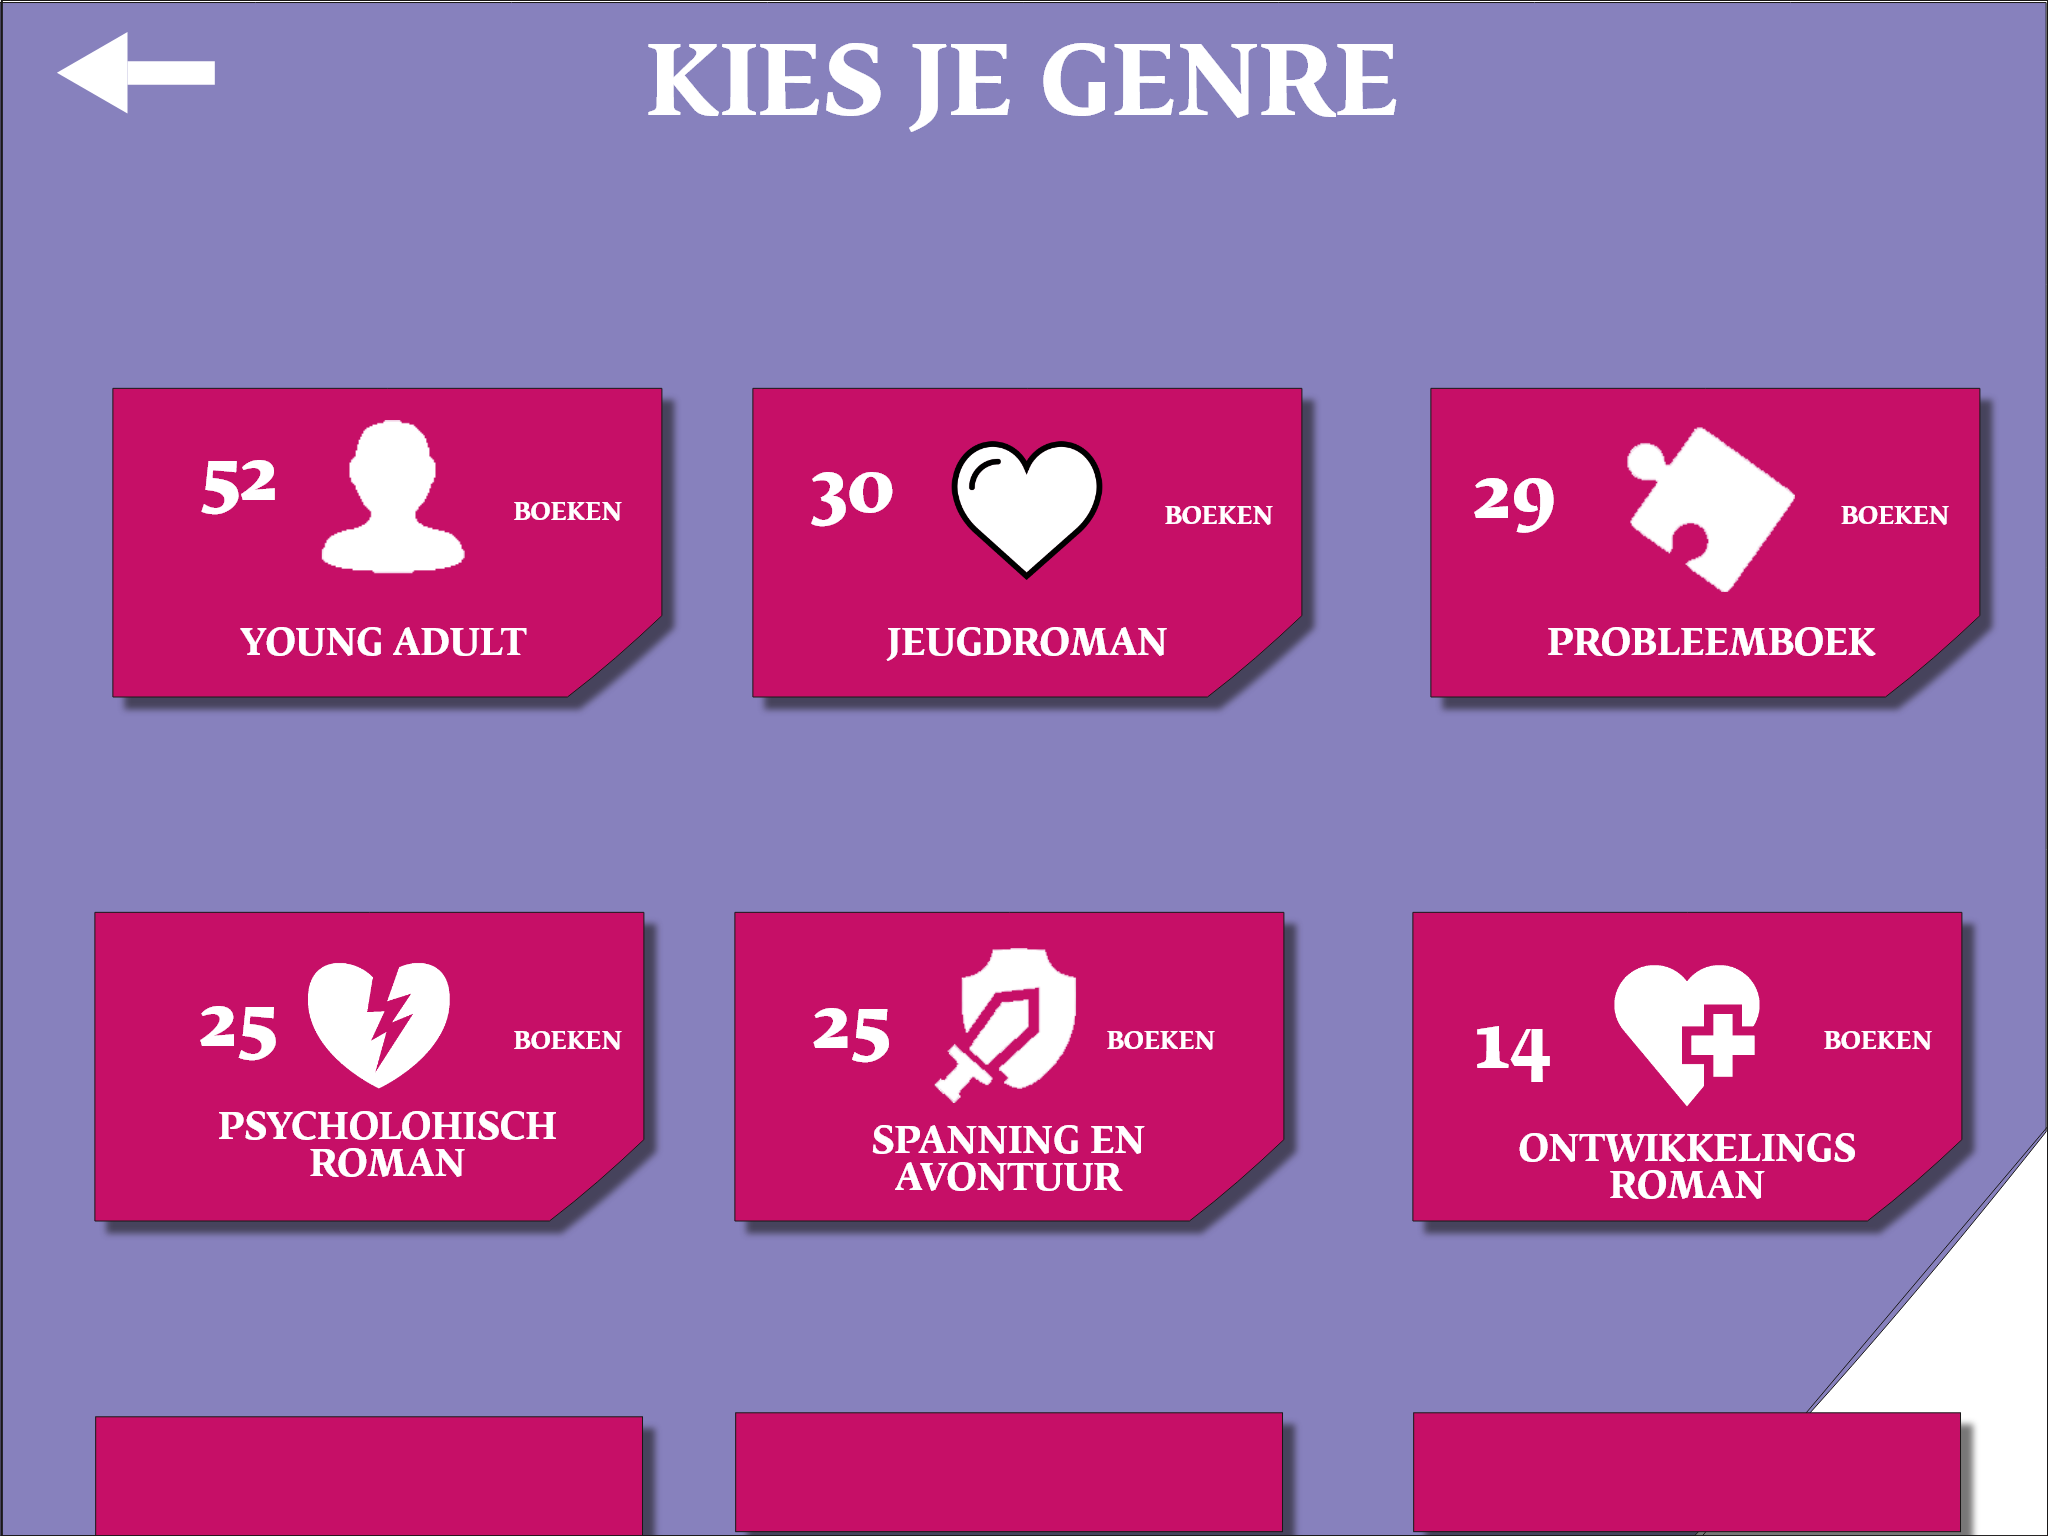 KIES JE GENRE
52 BOEKEN
YOUNG ADULT
30 BOEKEN
JEUGDROMAN
29 BOEKEN
PROBLEEMBOEK
25 BOEKEN
PSYCHOLOHISCH
ROMAN
25 BOEKEN
SPANNING EN
AVONTUUR
14 BOEKEN
ONTWIKKELINGS
ROMAN